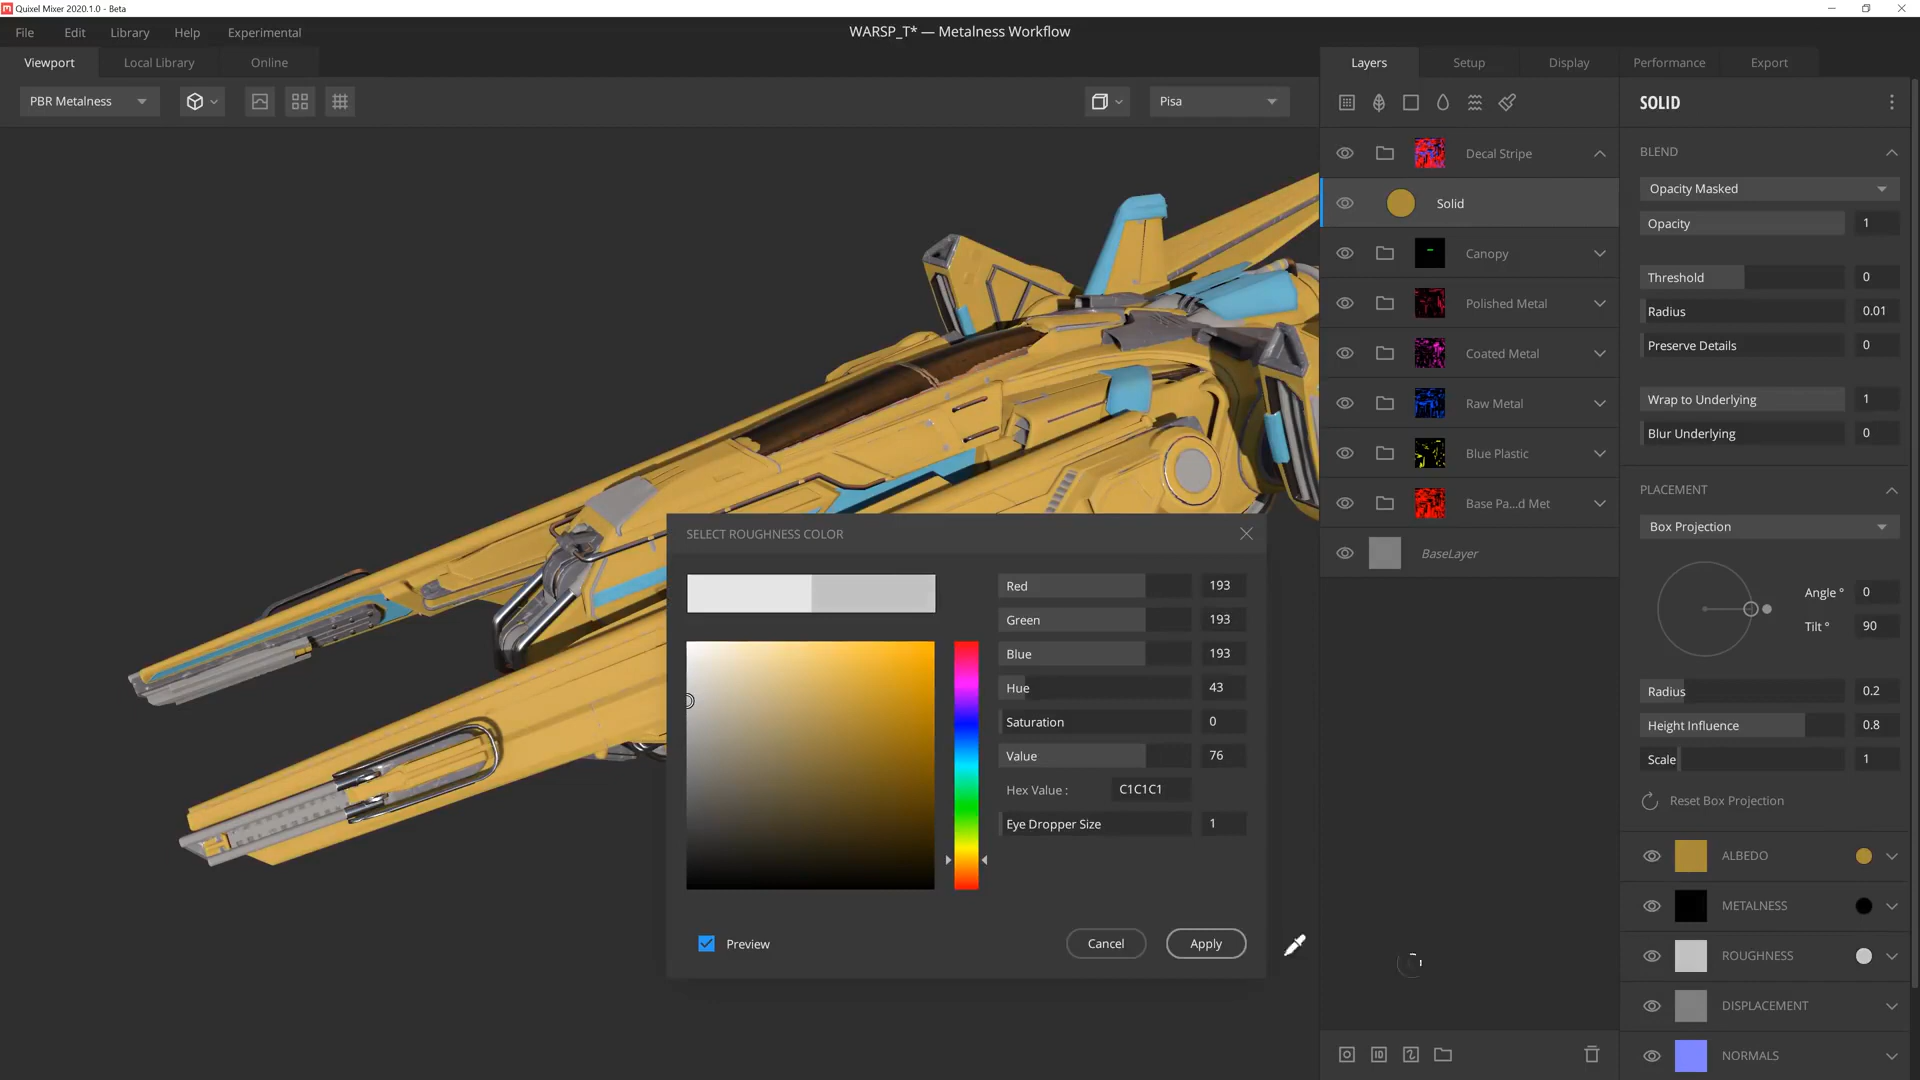 Quixel Mixer 2020.1.0 - Beta
File Edit Library Help Experimental
WARSP_T* — Metalness Workflow
Viewport Local Library Online
Layers Setup Display Performance Export
PBR Metalness
Pisa
SOLID
Decal Stripe
Solid
Canopy
Polished Metal
Coated Metal
Raw Metal
Blue Plastic
Base Pa...d Met
BaseLayer
BLEND
Opacity Masked
Opacity 1
Threshold 0
Radius 0.01
Preserve Details 0
Wrap to Underlying 1
Blur Underlying 0
PLACEMENT
Box Projection
Angle ° 0
Tilt ° 90
Radius 0.2
Height Influence 0.8
Scale 1
Reset Box Projection
ALBEDO
METALNESS
ROUGHNESS
DISPLACEMENT
NORMALS
SELECT ROUGHNESS COLOR
Red 193
Green 193
Blue 193
Hue 43
Saturation 0
Value 76
Hex Value : C1C1C1
Eye Dropper Size 1
Preview
Cancel
Apply